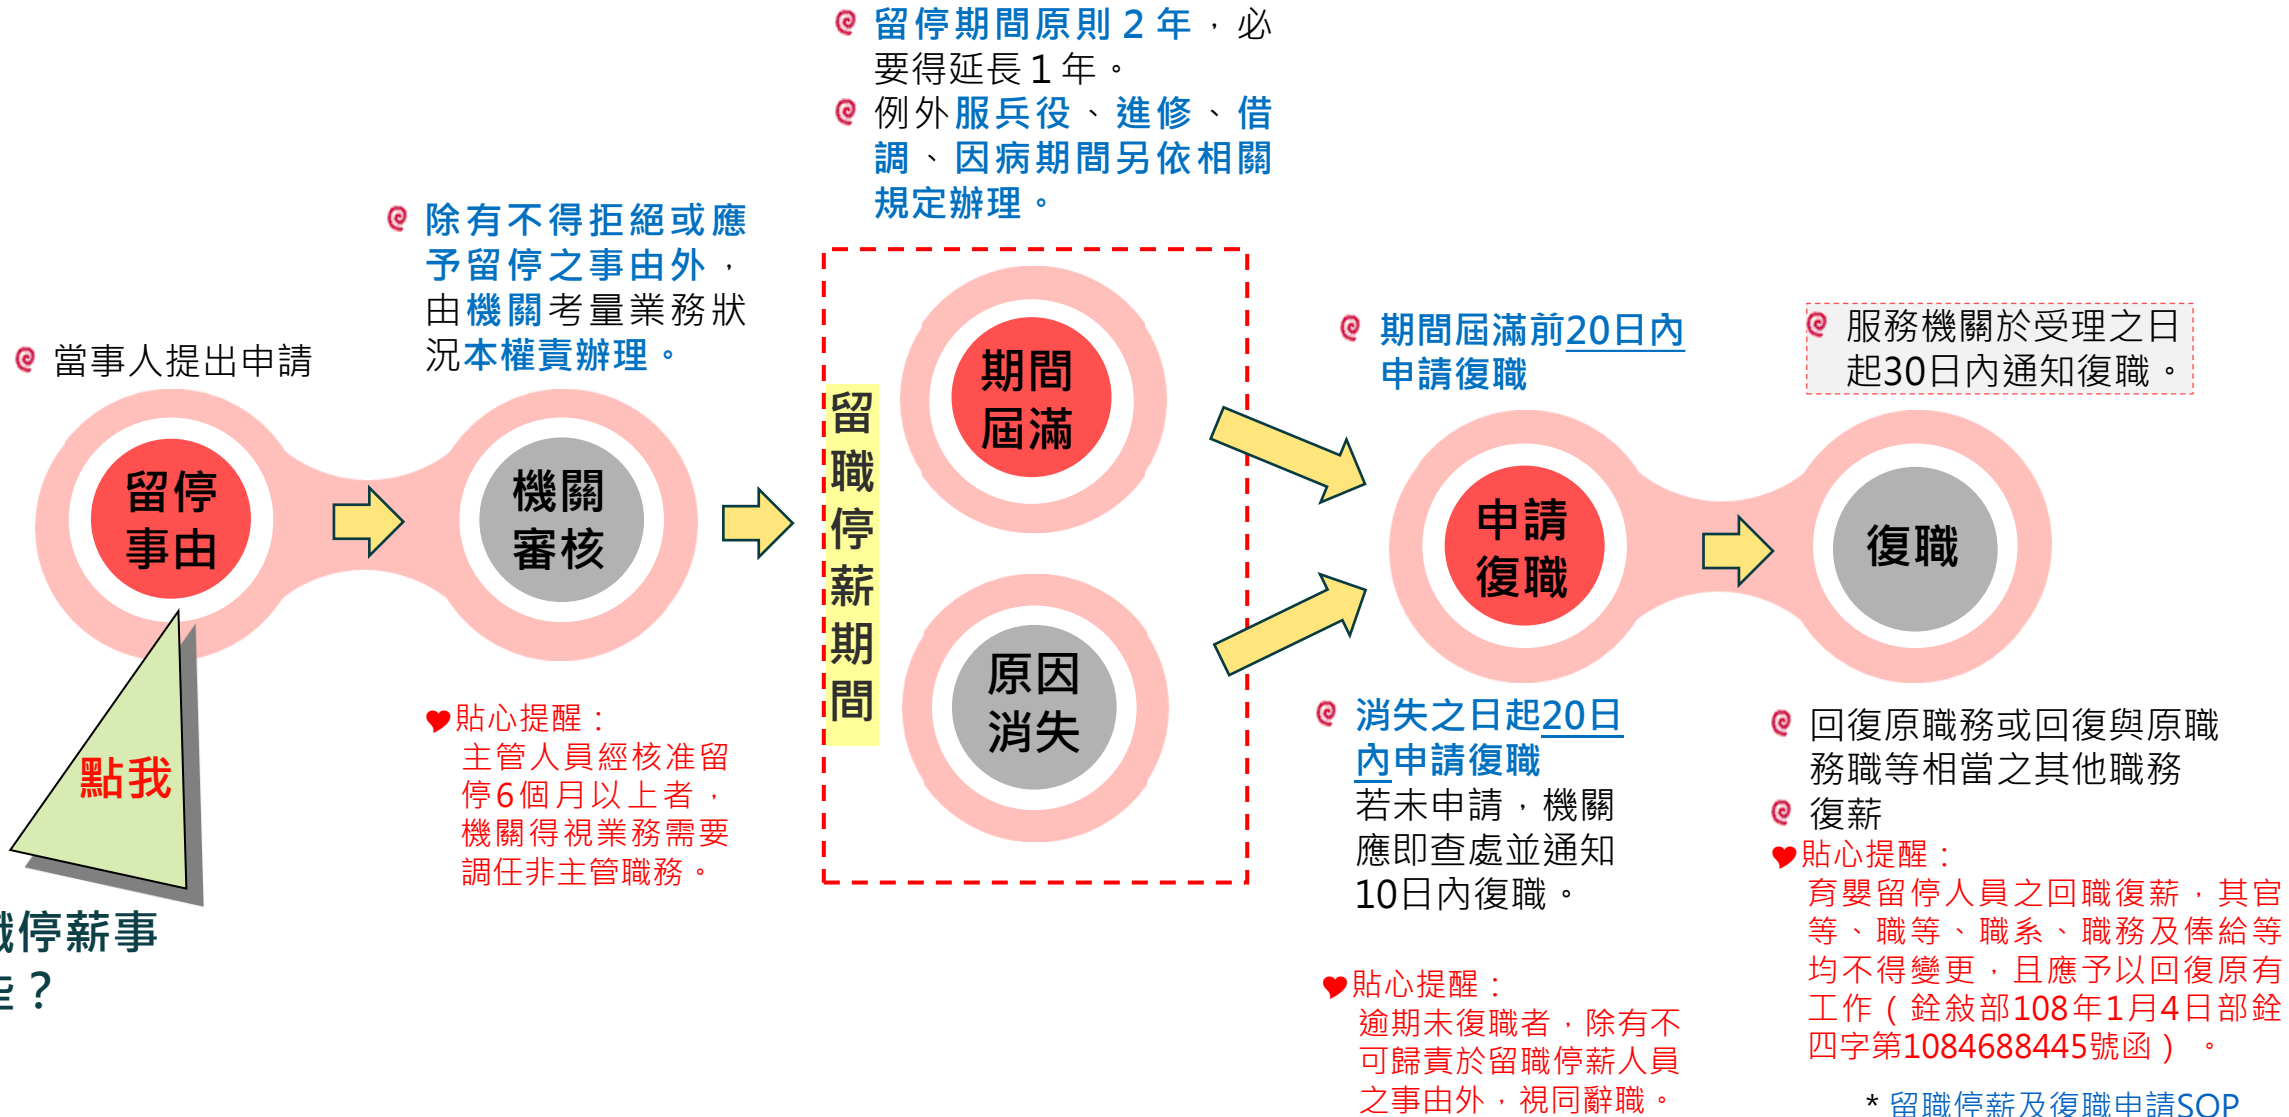 留停期間原則2年，必
要得延長1年。
例外服兵役、進修、借
調、因病期間另依相關
規定辦理。
除有不得拒絕或應
予留停之事由外，
由機關考量業務狀
況本權責辦理。
當事人提出申請
期間屆滿前20日內
申請復職
服務機關於受理之日
起30日內通知復職。
留停
事由
機關
審核
留職停薪期間
期間
屆滿
原因
消失
申請
復職
復職
點我
職停薪事
些？
貼心提醒：
主管人員經核准留
停6個月以上者，
機關得視業務需要
調任非主管職務。
消失之日起20日
內申請復職
若未申請，機關
應即查處並通知
10日內復職。
貼心提醒：
逾期未復職者，除有不
可歸責於留職停薪人員
之事由外，視同辭職。
回復原職務或回復與原職
務職等相當之其他職務
復薪
貼心提醒：
育嬰留停人員之回職復薪，其官
等、職等、職系、職務及俸給等
均不得變更，且應予以回復原有
工作（銓敍部108年1月4日部銓
四字第1084688445號函）。
* 留職停薪及復職申請SOP